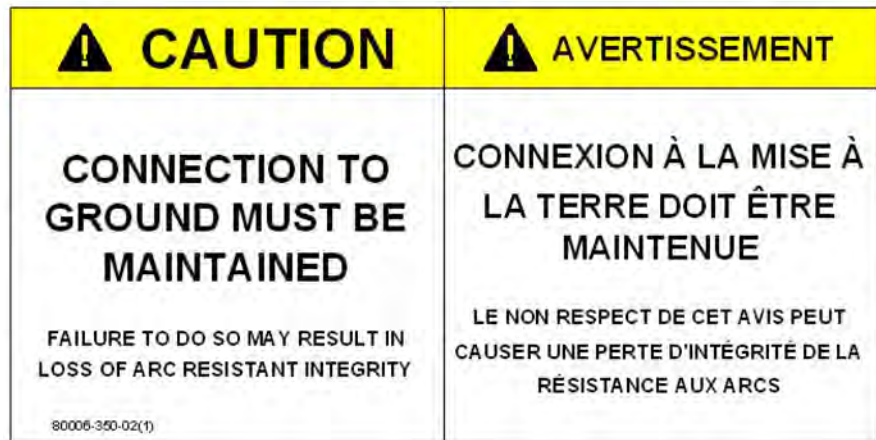 CAUTION
CONNECTION TO
GROUND MUST BE
MAINTAINED
FAILURE TO DO SO MAY RESULT IN
LOSS OF ARC RESISTANT INTEGRITY
80006-350-02(1)
AVERTISSEMENT
CONNEXION À LA MISE À
LA TERRE DOIT ÊTRE
MAINTENUE
LE NON RESPECT DE CET AVIS PEUT
CAUSER UNE PERTE D'INTÉGRITÉ DE LA
RÉSISTANCE AUX ARCS